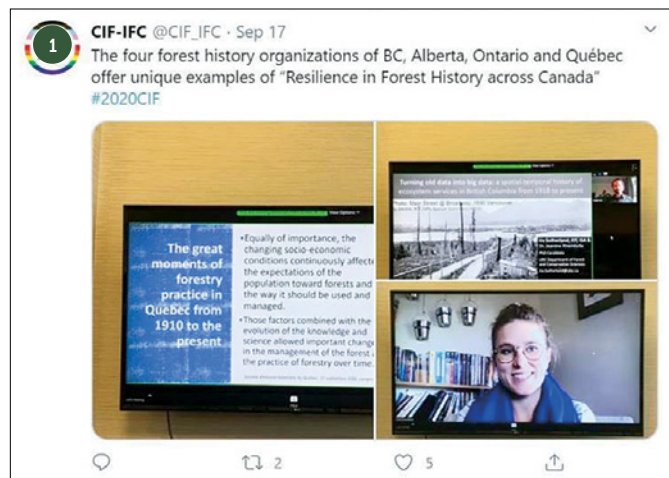 1
CIF-IFC @CIF_IFC · Sep 17
The four forest history organizations of BC, Alberta, Ontario and Québec
offer unique examples of “Resilience in Forest History across Canada”
#2020CIF
The great
moments of
forestry
practice in
Quebec from
1910 to the
present
•Equally of importance, the
changing socio-economic
conditions continuously affecte
the expectations of the
population toward forests and
the way it should be used and
managed.
•Those factors combined with the
evolution of the knowledge and
science allowed important change
in the management of the forest a
the practice of forestry over time.
Turning old data into big data: a spatial-temporal history of
ecosystem services in British Columbia from 1918 to present
2
5